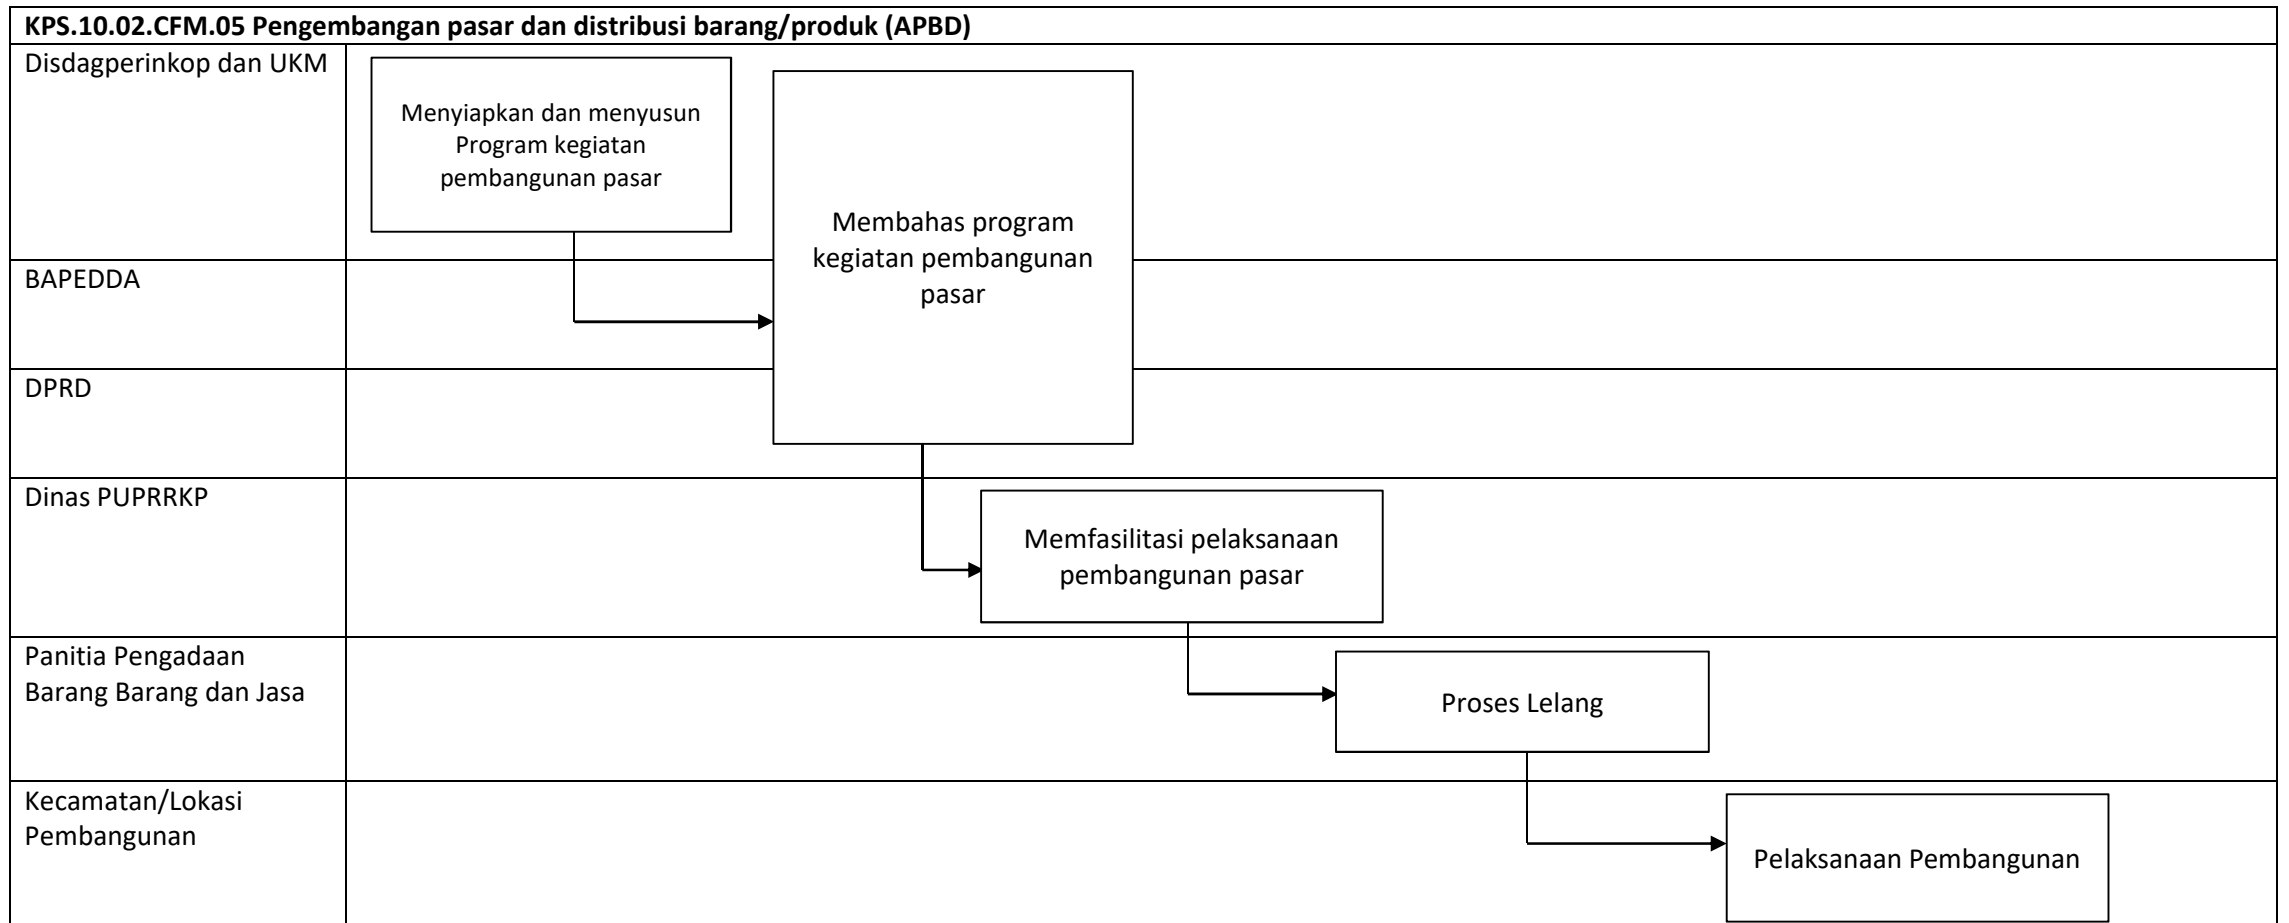 KPS.10.02.CFM.05 Pengembangan pasar dan distribusi barang/produk (APBD)
Disdagperinkop dan UKM
Menyiapkan dan menyusun
Program kegiatan
pembangunan pasar
Membahas program
kegiatan pembangunan
pasar
BAPEDDA
DPRD
Dinas PUPRRKP
Memfasilitasi pelaksanaan
pembangunan pasar
Panitia Pengadaan
Barang Barang dan Jasa
Proses Lelang
Kecamatan/Lokasi
Pembangunan
Pelaksanaan Pembangunan